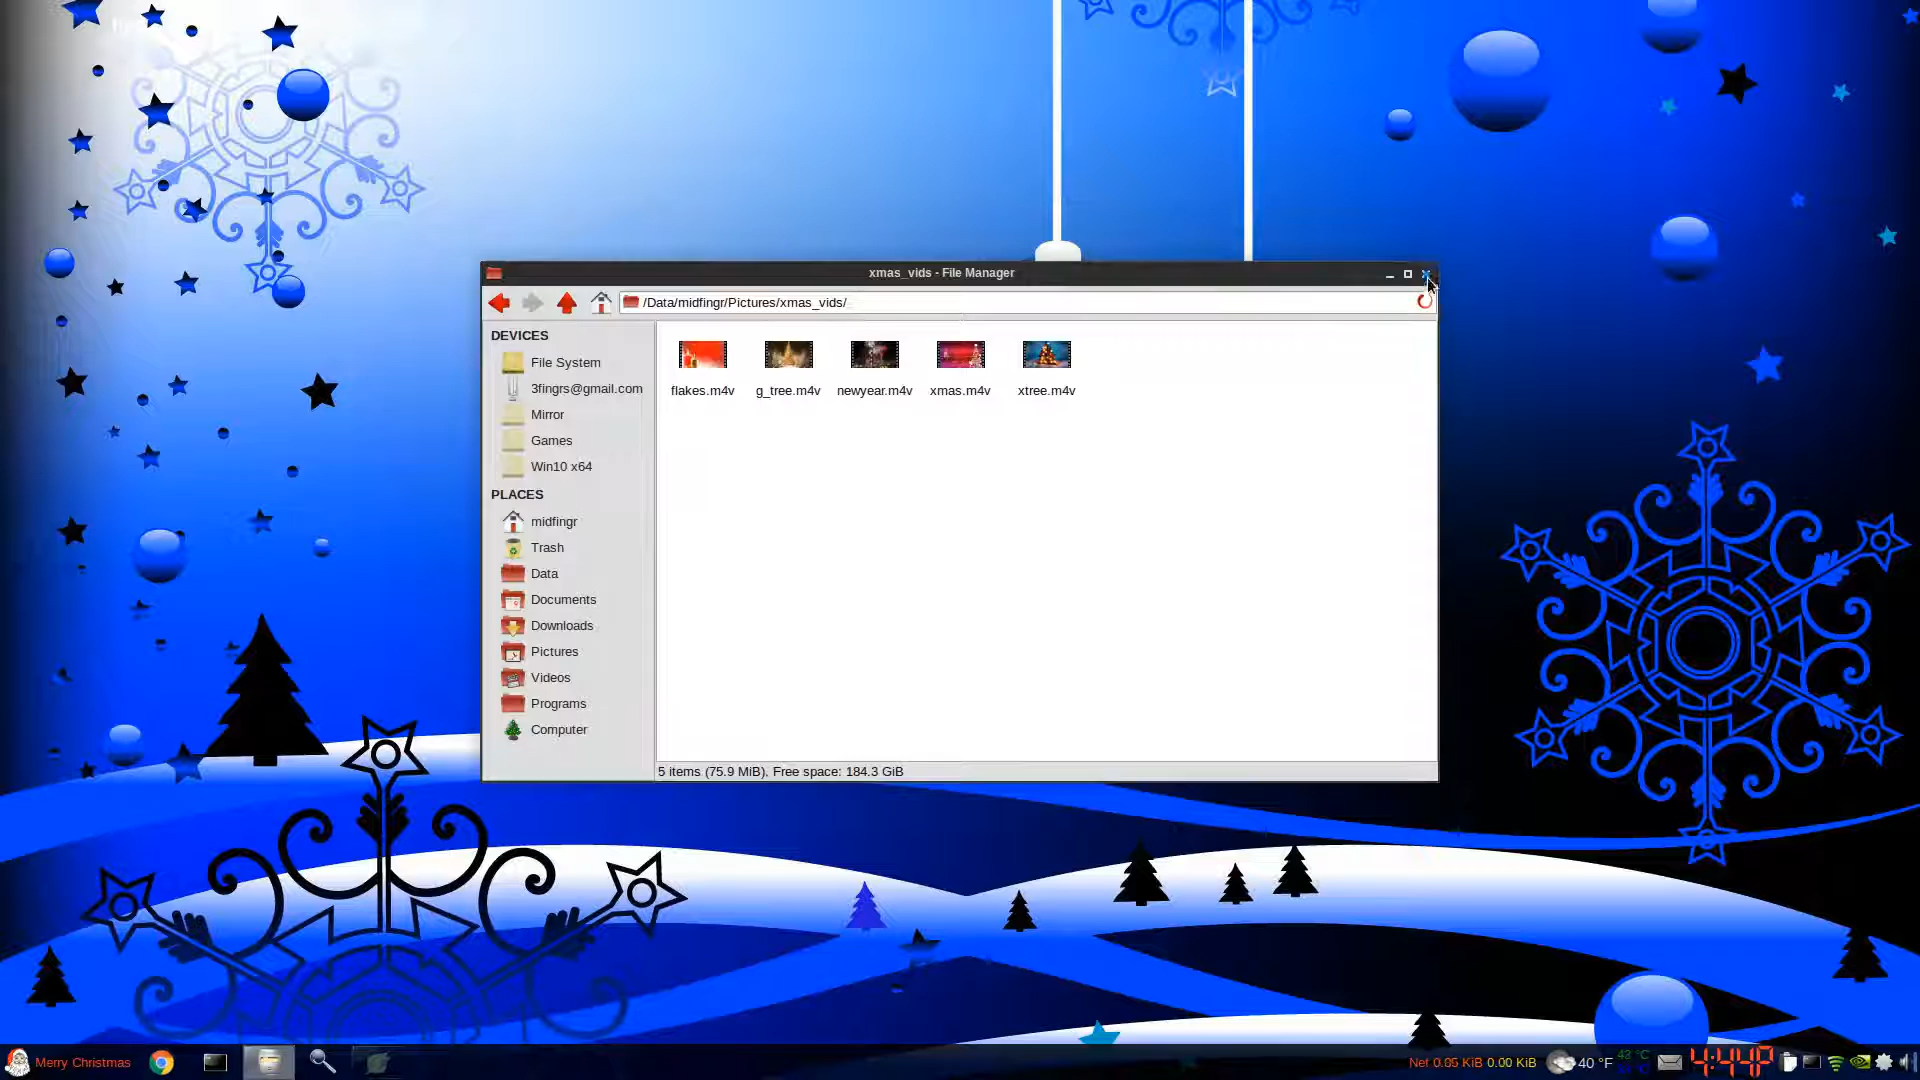 xmas_vids - File Manager
/Data/midfingr/Pictures/xmas_vids/
DEVICES
File System
3fingrs@gmail.com
Mirror
Games
Win10 x64
PLACES
midfingr
Trash
Data
Documents
Downloads
Pictures
Videos
Programs
Computer
flakes.m4v
g_tree.m4v
newyear.m4v
xmas.m4v
xtree.m4v
5 items (75.9 MiB), Free space: 184.3 GiB
Merry Christmas
Net 0.05 KiB 0.00 KiB
40 °F
43 °C
4:44P